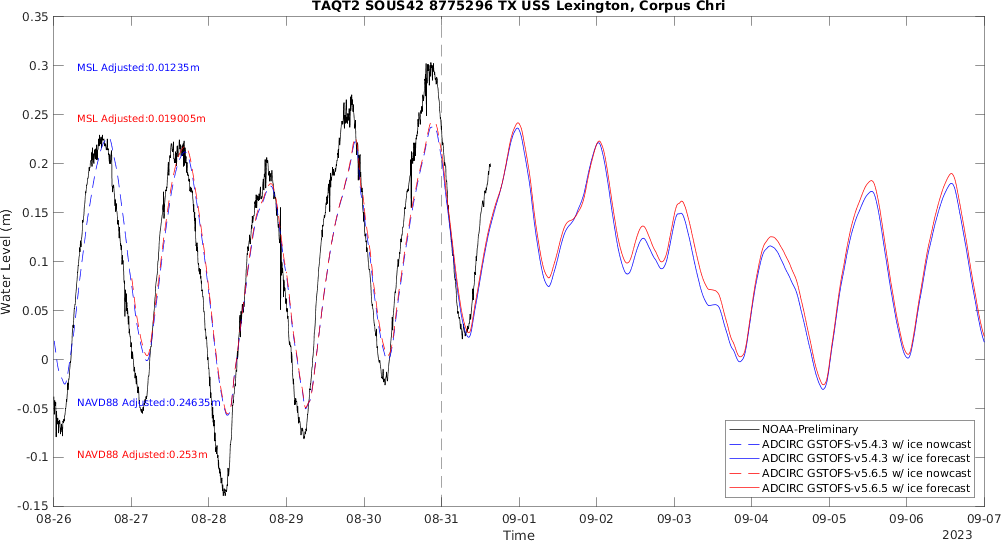 TAQT2 SOUS42 8775296 TX USS Lexington, Corpus Chri
0.35
0.3
0.25
0.2
0.15
0.1
0.05
0
-0.05
-0.1
-0.15
Water Level (m)
MSL Adjusted:0.01235m
MSL Adjusted:0.019005m
NAVD88 Adjusted:0.24635m
NAVD88 Adjusted:0.253m
NOAA-Preliminary
ADCIRC GSTOFS-v5.4.3 w/ ice nowcast
ADCIRC GSTOFS-v5.4.3 w/ ice forecast
ADCIRC GSTOFS-v5.6.5 w/ ice nowcast
ADCIRC GSTOFS-v5.6.5 w/ ice forecast
08-26 08-27 08-28 08-29 08-30 08-31 09-01 09-02 09-03 09-04 09-05 09-06 09-07
Time
2023